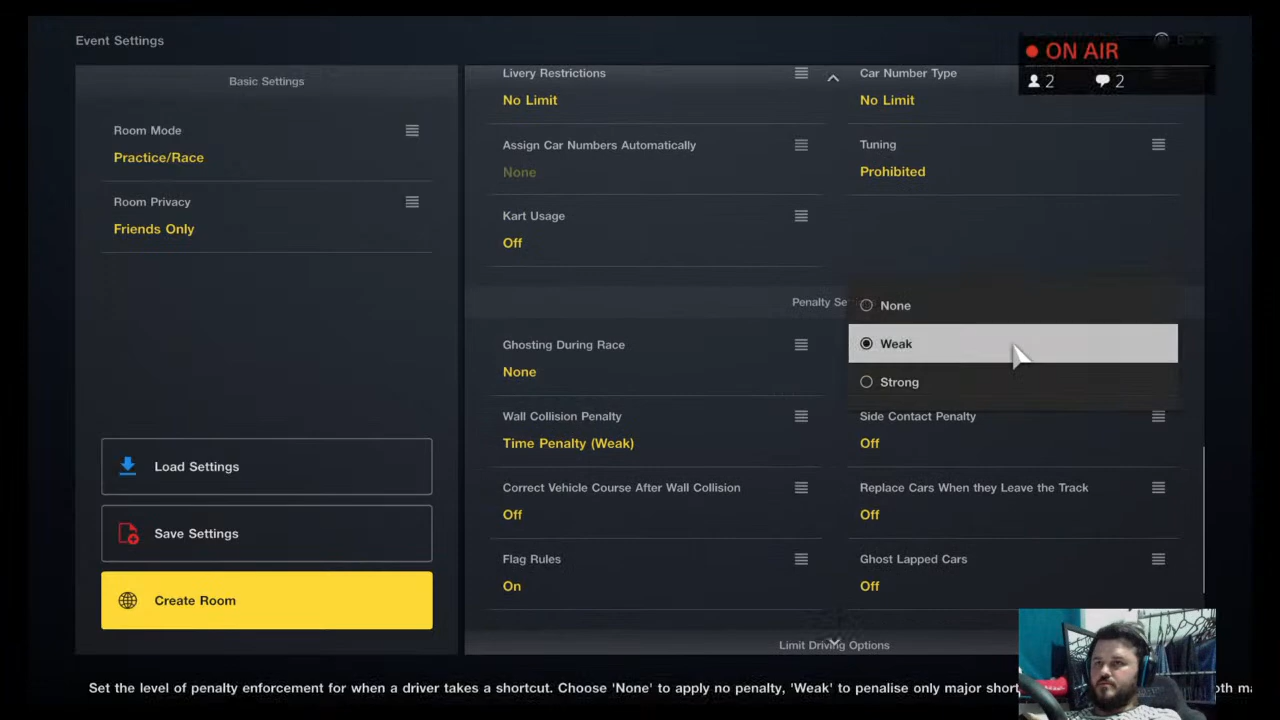 Event Settings
ON AIR
2 2
Basic Settings
Room Mode
Practice/Race
Room Privacy
Friends Only
Load Settings
Save Settings
Create Room
Livery Restrictions
No Limit
Car Number Type
No Limit
Assign Car Numbers Automatically
None
Tuning
Prohibited
Kart Usage
Off
Penalty Se
None
Weak
Strong
Ghosting During Race
None
Wall Collision Penalty
Time Penalty (Weak)
Side Contact Penalty
Off
Correct Vehicle Course After Wall Collision
Off
Replace Cars When they Leave the Track
Off
Flag Rules
On
Ghost Lapped Cars
Off
Limit Driving Options
Set the level of penalty enforcement for when a driver takes a shortcut. Choose 'None' to apply no penalty, 'Weak' to penalise only major short